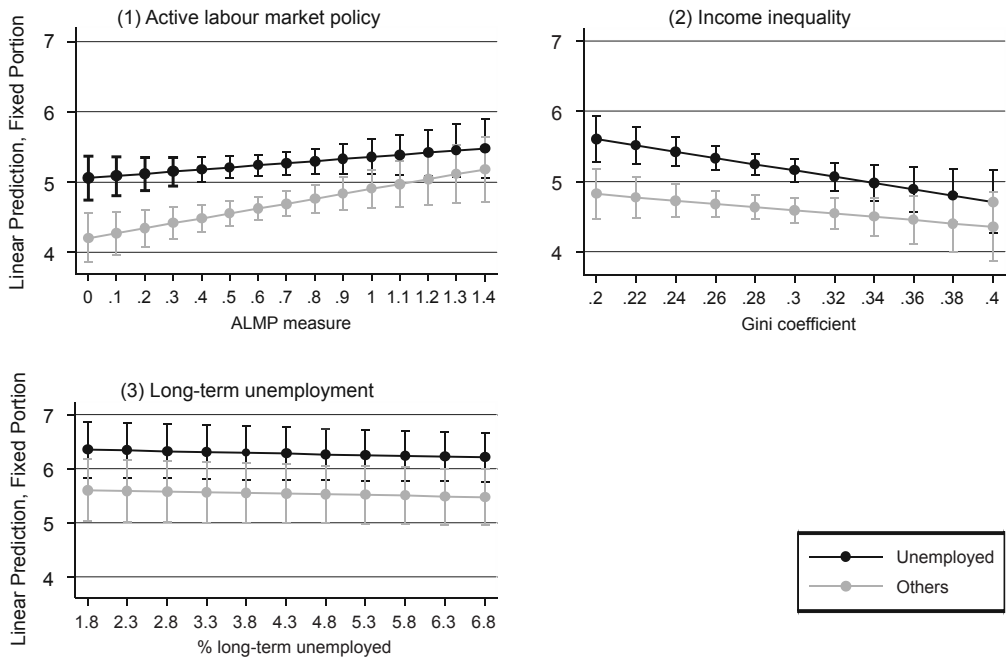 (1) Active labour market policy
Linear Prediction, Fixed Portion
7
6
5
4
0 .1 .2 .3 .4 .5 .6 .7 .8 .9 1 1.1 1.2 1.3 1.4
ALMP measure
(2) Income inequality
7
6
5
4
.2 .22 .24 .26 .28 .3 .32 .34 .36 .38 .4
Gini coefficient
(3) Long-term unemployment
Linear Prediction, Fixed Portion
7
6
5
4
1.8 2.3 2.8 3.3 3.8 4.3 4.8 5.3 5.8 6.3 6.8
% long-term unemployed
Unemployed
Others